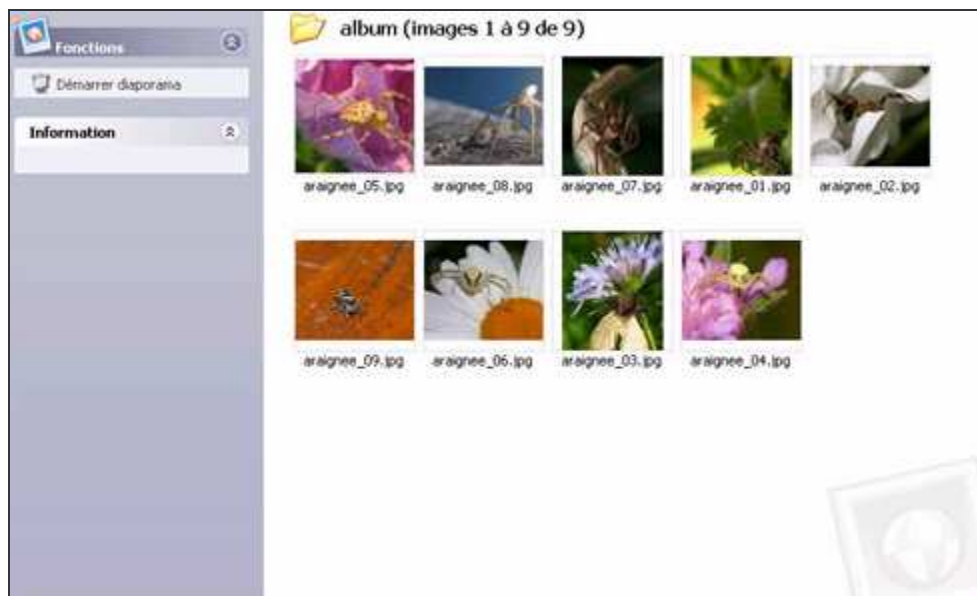 Fonctions
Démarrer diaporama
Information
album (images 1 à 9 de 9)
araignee_05.jpg
araignee_08.jpg
araignee_07.jpg
araignee_01.jpg
araignee_02.jpg
araignee_09.jpg
araignee_06.jpg
araignee_03.jpg
araignee_04.jpg